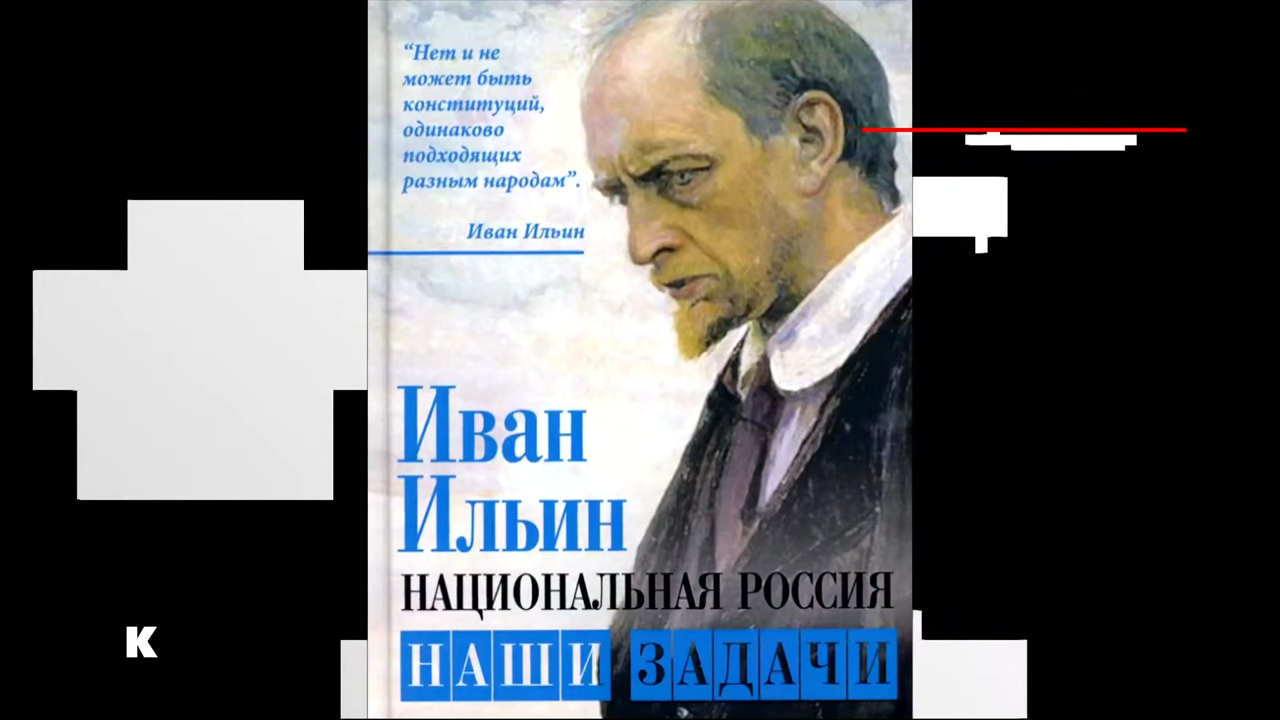 “Нет и не
может быть
конституций,
одинаково
подходящих
разным народам”.
Иван Ильин
Иван
Ильин
НАЦИОНАЛЬНАЯ РОССИЯ
НАШИ ЗАДАЧИ
К